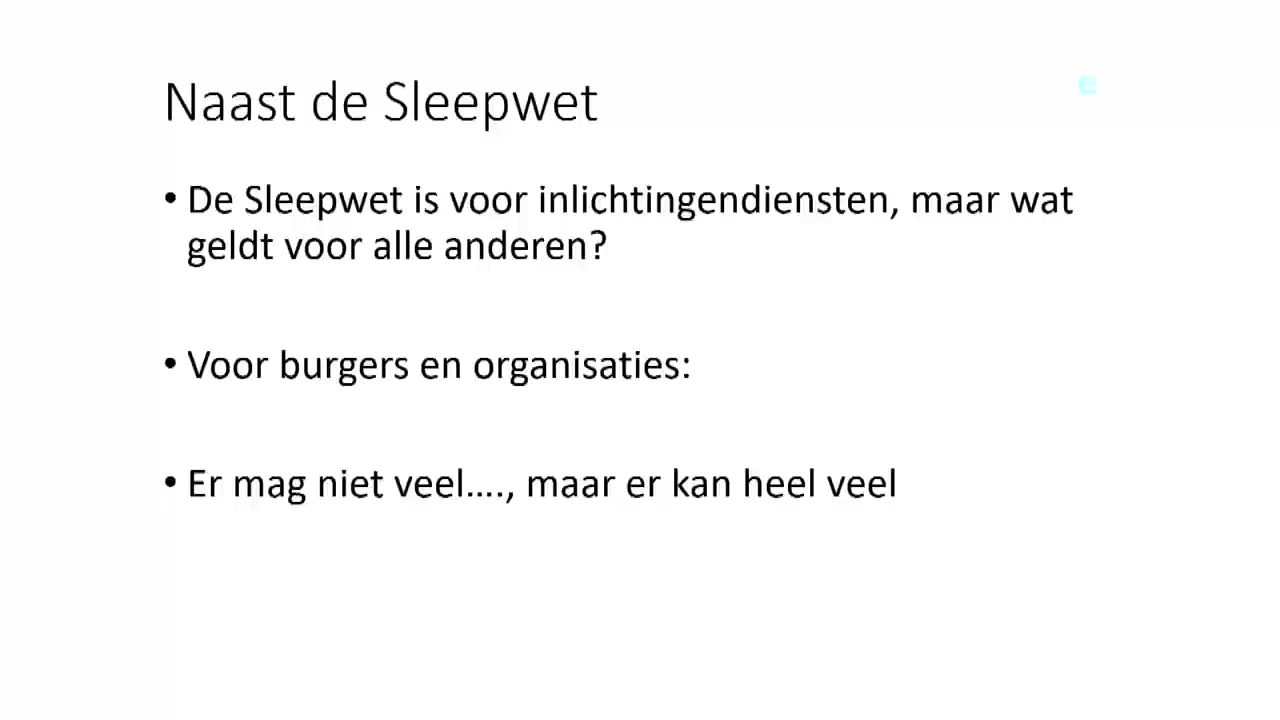 Naast de Sleepwet
• De Sleepwet is voor inlichtingendiensten, maar wat
geldt voor alle anderen?
• Voor burgers en organisaties:
• Er mag niet veel...., maar er kan heel veel